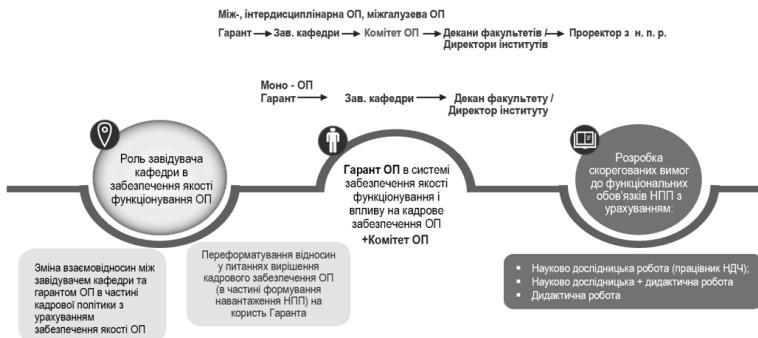 Між-, інтердисциплінарна ОП, міжгалузева ОП
Гарант → Зав. кафедри → Комітет ОП → Декани факультетів / Проректор з н. п. р.
Директори інститутів
Моно - ОП
Гарант → Зав. кафедри → Декан факультету /
Директор інституту
Роль завідувача
кафедри в
забезпечення якості
функціонування ОП
Гарант ОП в системі
забезпечення якості
функціонування і
впливу на кадрове
забезпечення ОП
+Комітет ОП
Розробка
скорегованих вимог
до функціональних
обов'язків НПП з
урахуванням:
Зміна взаємовідносин між
завідувачем кафедри та
гарантом ОП в частині
кадрової політики з
урахуванням
забезпечення якості ОП
Переформатування відносин
у питаннях вирішення
кадрового забезпечення ОП
(в частині формування
навантаження НПП) на
користь Гаранта
▪ Науково дослідницька робота (працівник НДЧ);
▪ Науково дослідницька + дидактична робота
▪ Дидактична робота